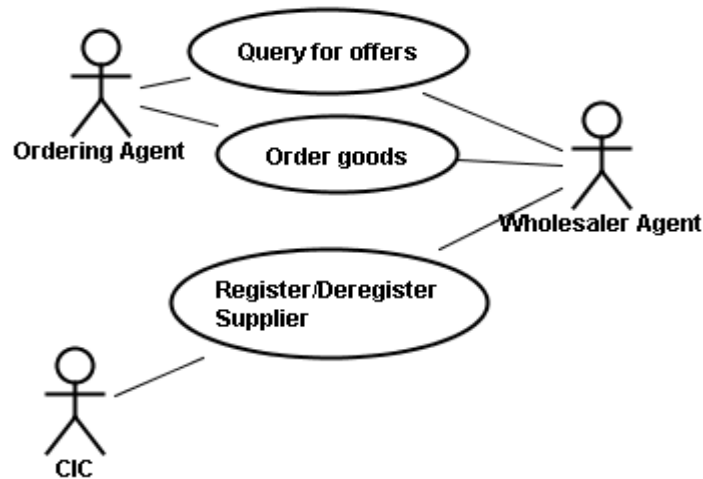 Query for offers
Ordering Agent
Order goods
Wholesaler Agent
Register/Deregister
Supplier
CIC